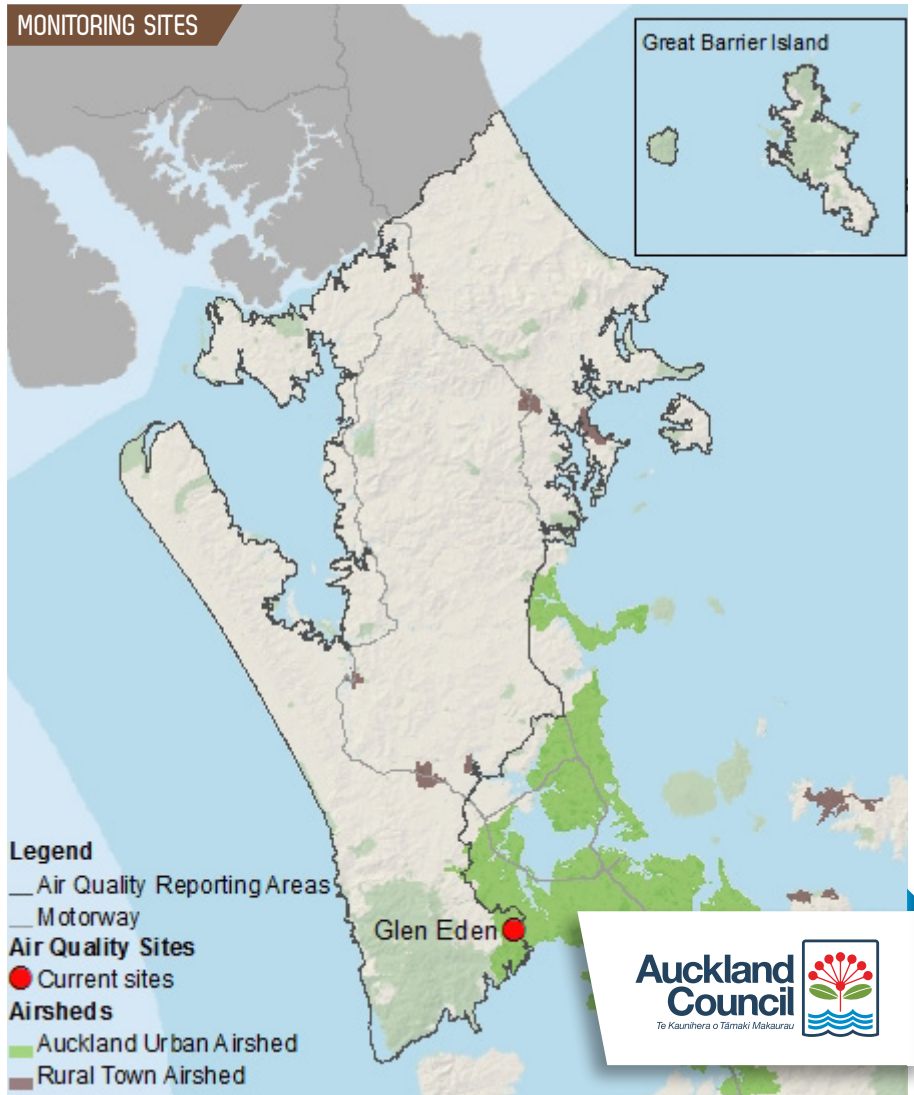 MONITORING SITES
Great Barrier Island
Legend
Air Quality Reporting Areas
Motorway
Air Quality Sites
Current sites
Airsheds
Auckland Urban Airshed
Rural Town Airshed
Glen Eden
Auckland
Council
Te Kaunihera o Tāmaki Makaurau